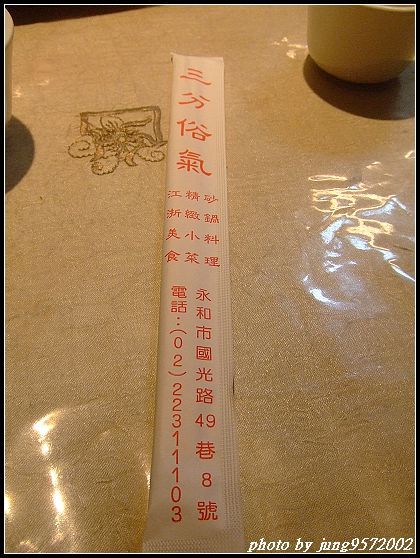 三分俗氣
砂鍋料理
精緻小菜
江浙美食
永和市國光路49巷8號
電話：(02)22311103
photo by jung9572002